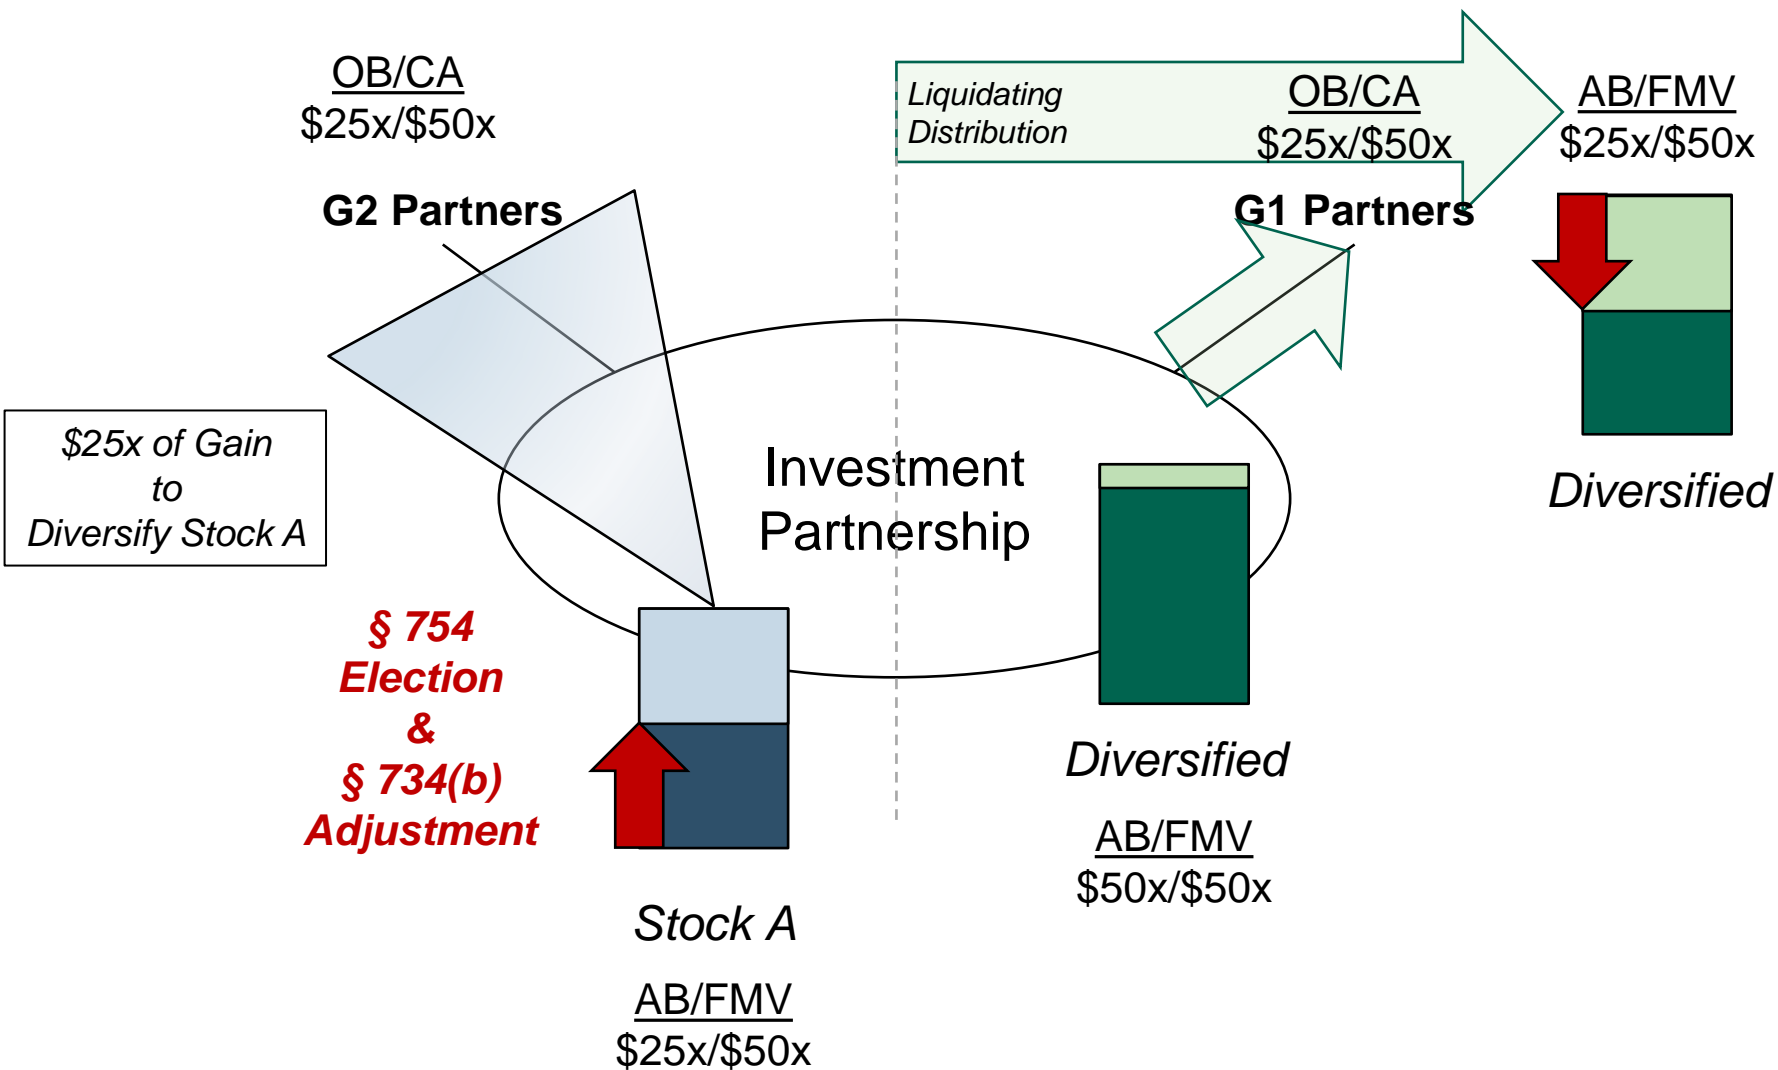 OB/CA
$25x/$50x
G2 Partners
Liquidating
Distribution
OB/CA
$25x/$50x
G1 Partners
AB/FMV
$25x/$50x
Diversified
$25x of Gain
to
Diversify Stock A
Investment
Partnership
§ 754
Election
&
§ 734(b)
Adjustment
Stock A
AB/FMV
$25x/$50x
Diversified
AB/FMV
$50x/$50x